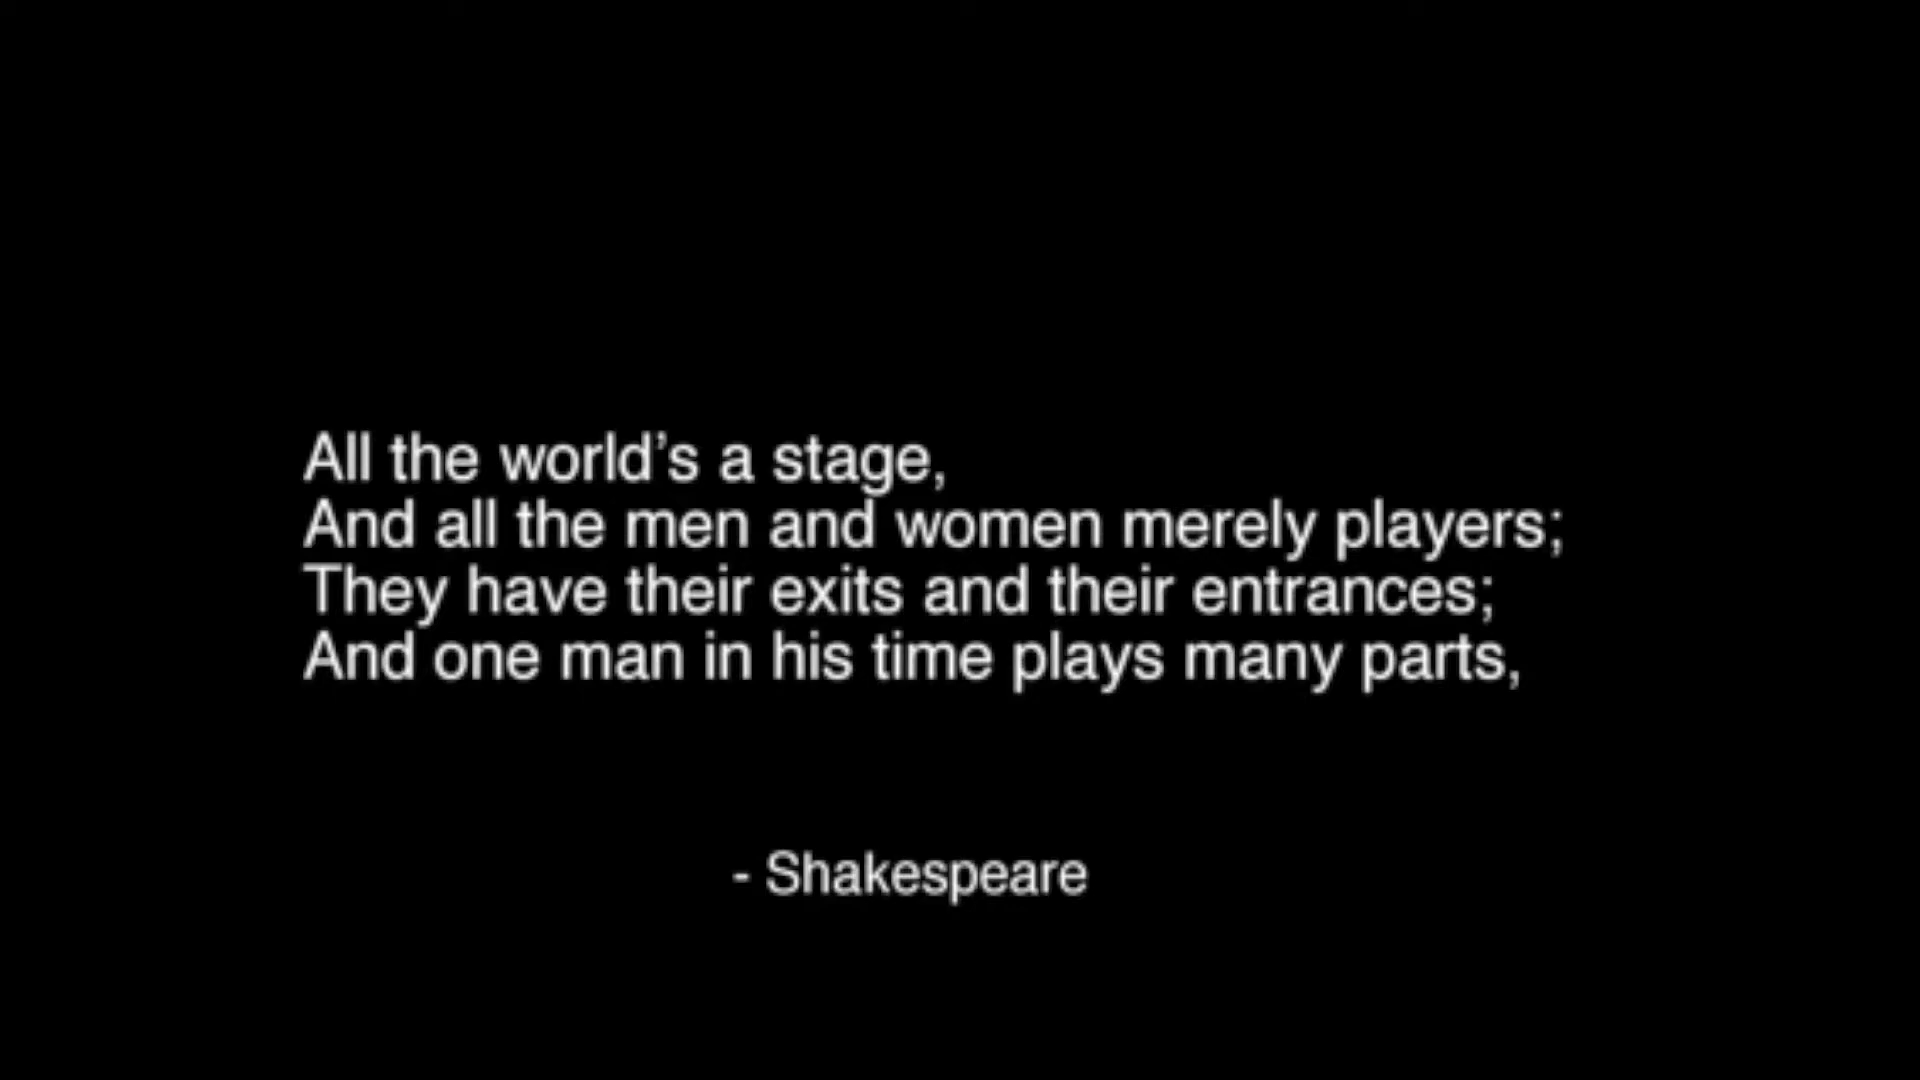 All the world’s a stage,
And all the men and women merely players;
They have their exits and their entrances;
And one man in his time plays many parts,
- Shakespeare